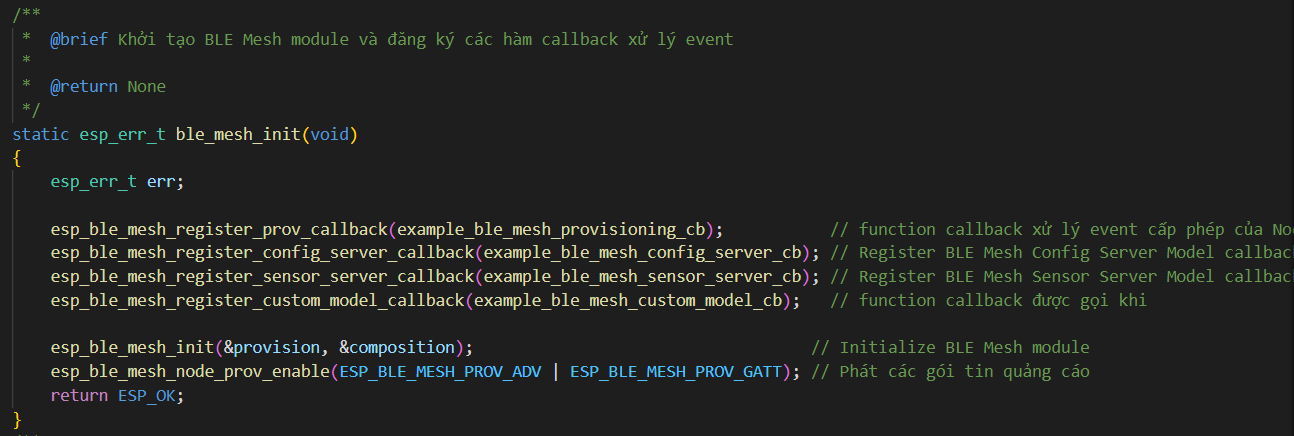 /**
 *  @brief Khởi tạo BLE Mesh module và đăng ký các hàm callback xử lý event
 *
 *  @return None
 */
static esp_err_t ble_mesh_init(void)
{
    esp_err_t err;
    esp_ble_mesh_register_prov_callback(example_ble_mesh_provisioning_cb);           // function callback xử lý event cấp phép của
    esp_ble_mesh_register_config_server_callback(example_ble_mesh_config_server_cb); // Register BLE Mesh Config Server Model callbac
    esp_ble_mesh_register_sensor_server_callback(example_ble_mesh_sensor_server_cb); // Register BLE Mesh Sensor Server Model callbac
    esp_ble_mesh_register_custom_model_callback(example_ble_mesh_custom_model_cb);   // function callback được gọi khi
    esp_ble_mesh_init(&provision, &composition);                                   // Initialize BLE Mesh module
    esp_ble_mesh_node_prov_enable(ESP_BLE_MESH_PROV_ADV | ESP_BLE_MESH_PROV_GATT); // Phát các gói tin quảng cáo
    return ESP_OK;
}